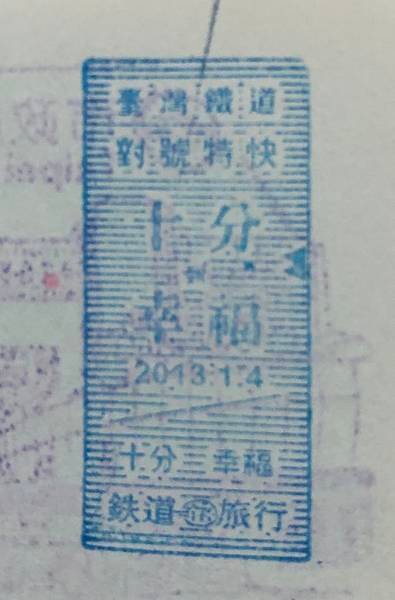 臺灣鐵道
對號特快
十分
到
幸福
2013.1.4
十分 幸福
鉄道 旅行